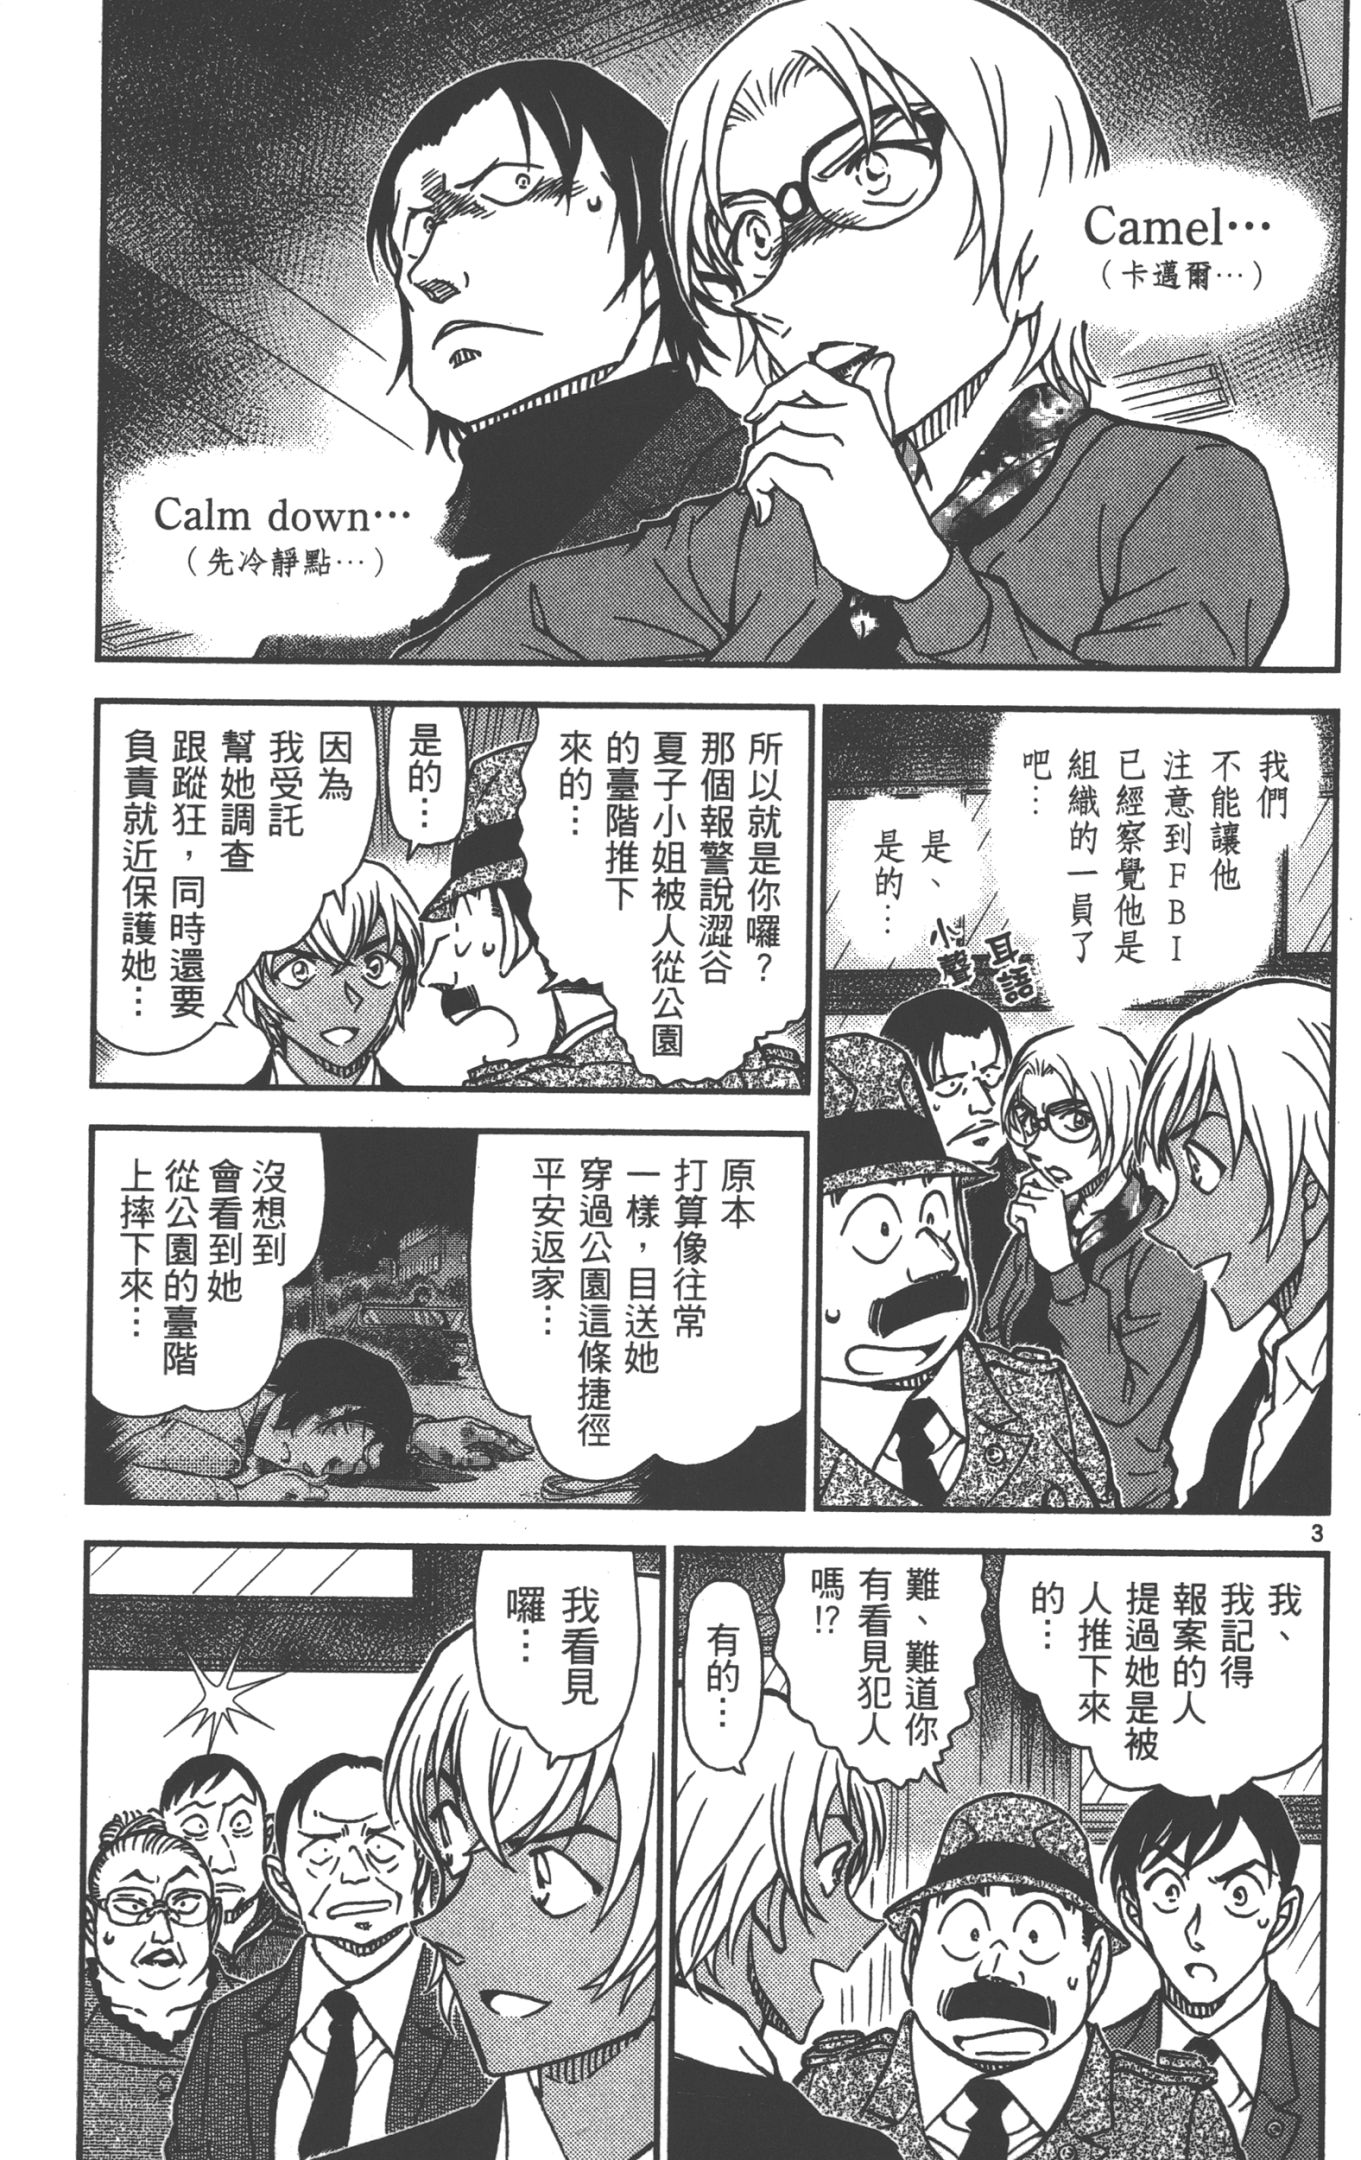 Camel…
(卡邁爾…)
Calm down…
(先冷靜點…)
我們
不能讓他
注意到FBI
已經察覺他是
組織的一員了
吧…
是、
是的…
小聲
耳語
所以就是你囉？
那個報警說澀谷
夏子小姐被人從公園
的臺階推下
來的…
是的…
因為
我受託
幫她調查
跟蹤狂，同時還要
負責就近保護她…
原本
打算像往常
一樣，目送她
穿過公園這條捷徑
平安返家…
沒想到
會看到她
從公園的臺階
上摔下來…
3
我、
我記得
報案的人
提過她是被
人推下來
的…
難、難道你
有看見犯人
嗎!?
有的…
我看見
囉…